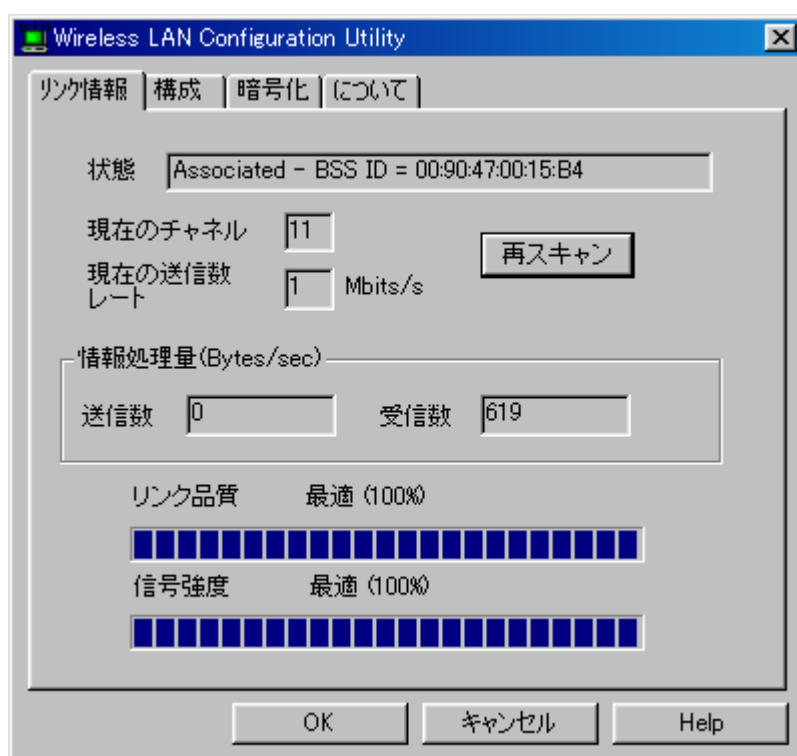 Wireless LAN Configuration Utility
リンク情報 構成 暗号化 について
状態 Associated - BSS ID = 00:90:47:00:15:B4
現在のチャネル 11
再スキャン
現在の送信数
レート 1 Mbits/s
情報処理量(Bytes/sec)
送信数 0 受信数 619
リンク品質 最適 (100%)
信号強度 最適 (100%)
OK キャンセル Help